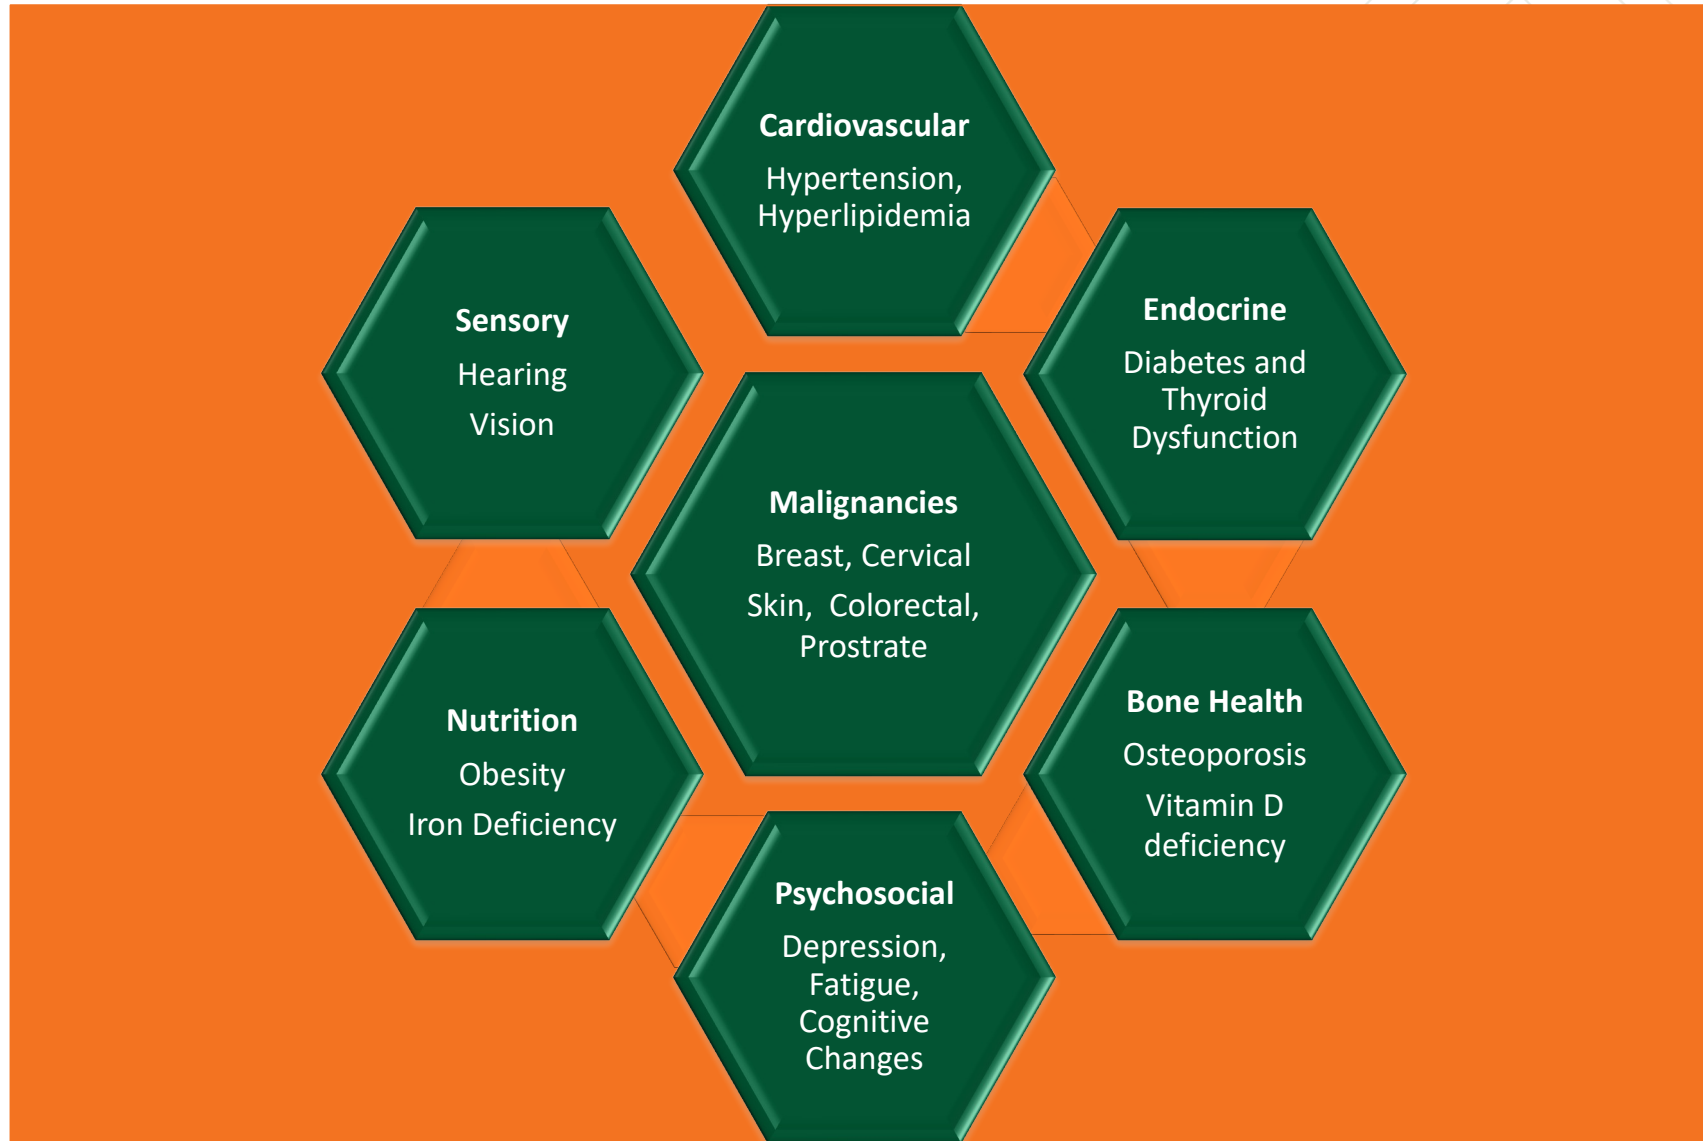 Cardiovascular
Hypertension,
Hyperlipidemia
Endocrine
Diabetes and
Thyroid
Dysfunction
Bone Health
Osteoporosis
Vitamin D
deficiency
Psychosocial
Depression,
Fatigue,
Cognitive
Changes
Nutrition
Obesity
Iron Deficiency
Sensory
Hearing
Vision
Malignancies
Breast, Cervical
Skin,  Colorectal,
Prostrate